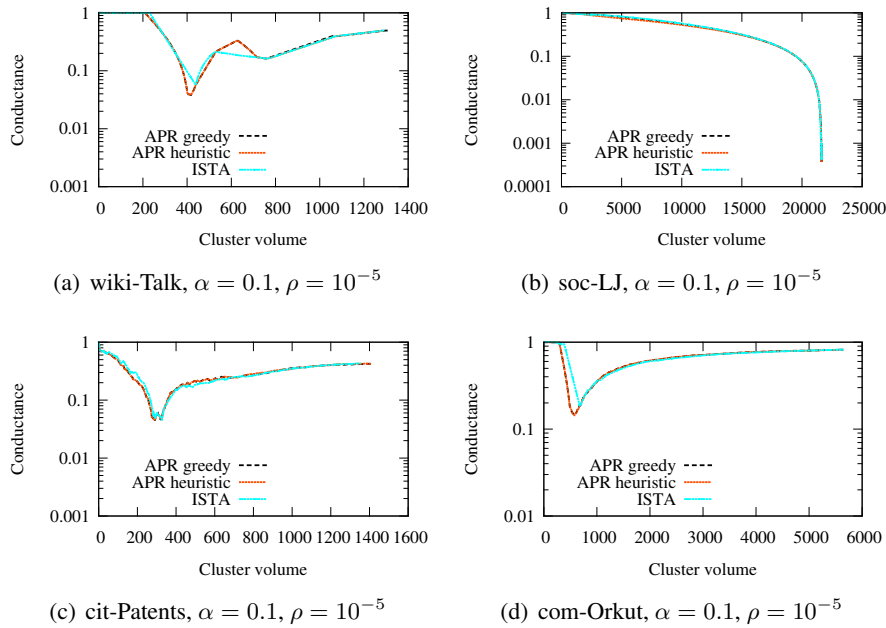 1
0.1
0.01
0.001
Conductance
APR greedy
APR heuristic
ISTA
0 200 400 600 800 1000 1200 1400
Cluster volume
(a) wiki-Talk, α = 0.1, ρ = 10⁻⁵
1
0.1
0.01
0.001
0.0001
Conductance
APR greedy
APR heuristic
ISTA
0 5000 10000 15000 20000 25000
Cluster volume
(b) soc-LJ, α = 0.1, ρ = 10⁻⁵
1
0.1
0.01
0.001
Conductance
APR greedy
APR heuristic
ISTA
0 200 400 600 800 1000 1200 1400 1600
Cluster volume
(c) cit-Patents, α = 0.1, ρ = 10⁻⁵
1
0.1
0.01
Conductance
APR greedy
APR heuristic
ISTA
0 1000 2000 3000 4000 5000 6000
Cluster volume
(d) com-Orkut, α = 0.1, ρ = 10⁻⁵